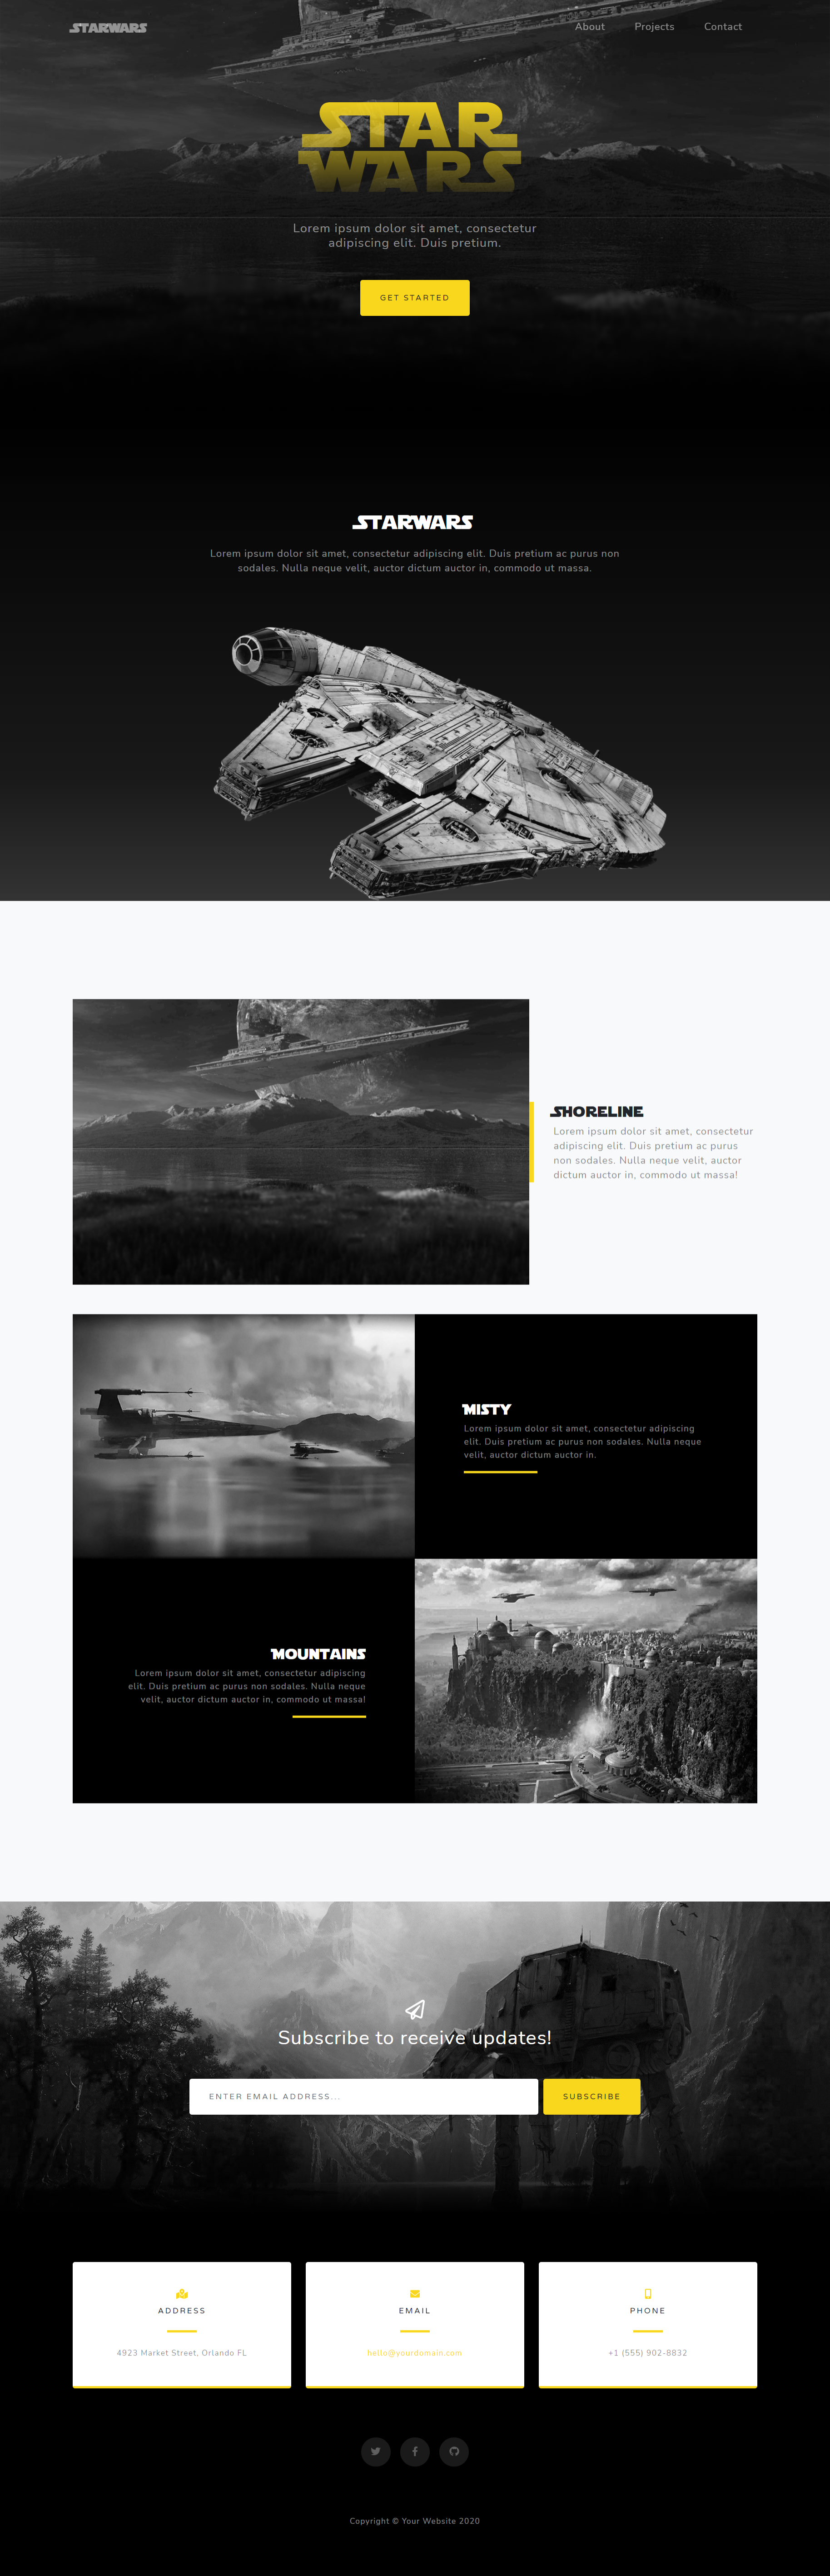 STARWARS
About Projects Contact
STAR
WARS
Lorem ipsum dolor sit amet, consectetur
adipiscing elit. Duis pretium.
GET STARTED
STARWARS
Lorem ipsum dolor sit amet, consectetur adipiscing elit. Duis pretium ac purus non
sodales. Nulla neque velit, auctor dictum auctor in, commodo ut massa.
SHORELINE
Lorem ipsum dolor sit amet, consectetur
adipiscing elit. Duis pretium ac purus
non sodales. Nulla neque velit, auctor
dictum auctor in, commodo ut massa!
MISTY
Lorem ipsum dolor sit amet, consectetur adipiscing
elit. Duis pretium ac purus non sodales. Nulla neque
velit, auctor dictum auctor in.
MOUNTAINS
Lorem ipsum dolor sit amet, consectetur adipiscing
elit. Duis pretium ac purus non sodales. Nulla neque
velit, auctor dictum auctor in, commodo ut massa!
Subscribe to receive updates!
ENTER EMAIL ADDRESS...
SUBSCRIBE
ADDRESS
4923 Market Street, Orlando FL
EMAIL
hello@yourdomain.com
PHONE
+1 (555) 902-8832
Copyright © Your Website 2020